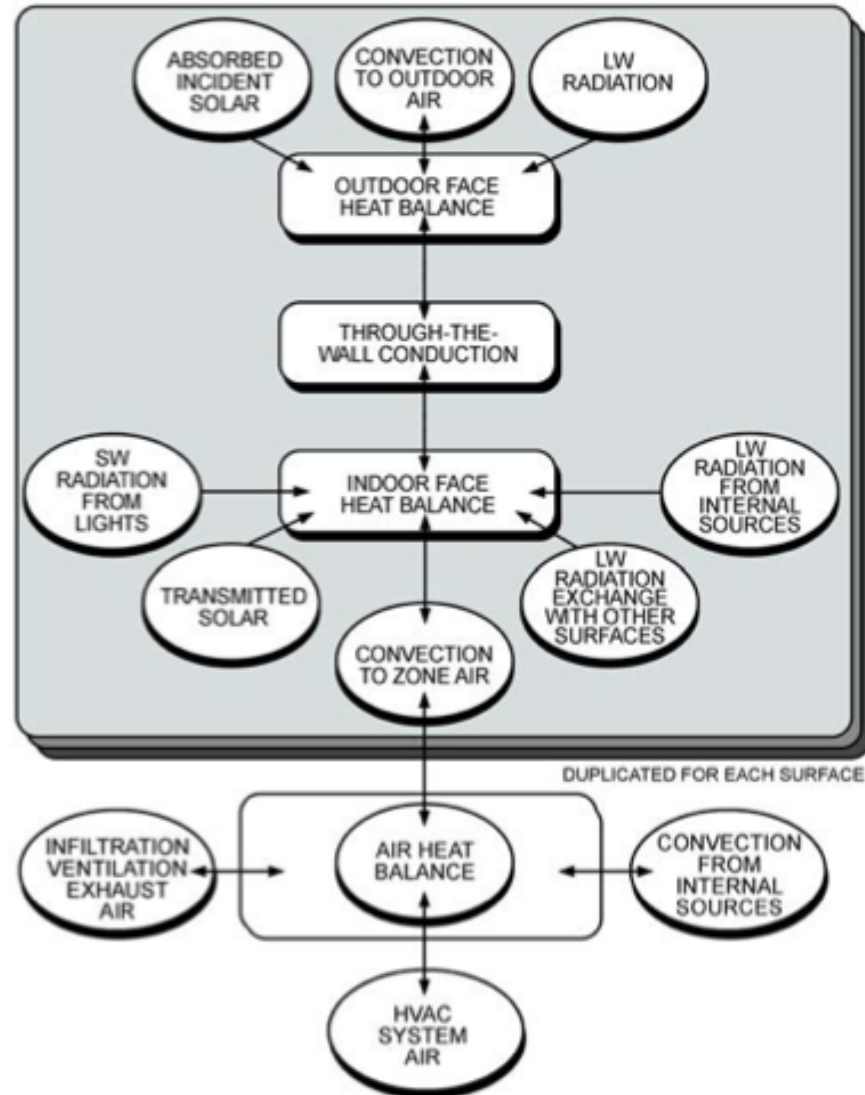 ABSORBED
INCIDENT
SOLAR
CONVECTION
TO OUTDOOR
AIR
LW
RADIATION
OUTDOOR FACE
HEAT BALANCE
THROUGH-THE-
WALL CONDUCTION
SW
RADIATION
FROM
LIGHTS
INDOOR FACE
HEAT BALANCE
LW
RADIATION
FROM
INTERNAL
SOURCES
TRANSMITTED
SOLAR
LW
RADIATION
EXCHANGE
WITH OTHER
SURFACES
CONVECTION
TO ZONE AIR
DUPLICATED FOR EACH SURFACE
INFILTRATION
VENTILATION
EXHAUST
AIR
AIR HEAT
BALANCE
CONVECTION
FROM
INTERNAL
SOURCES
HVAC
SYSTEM
AIR